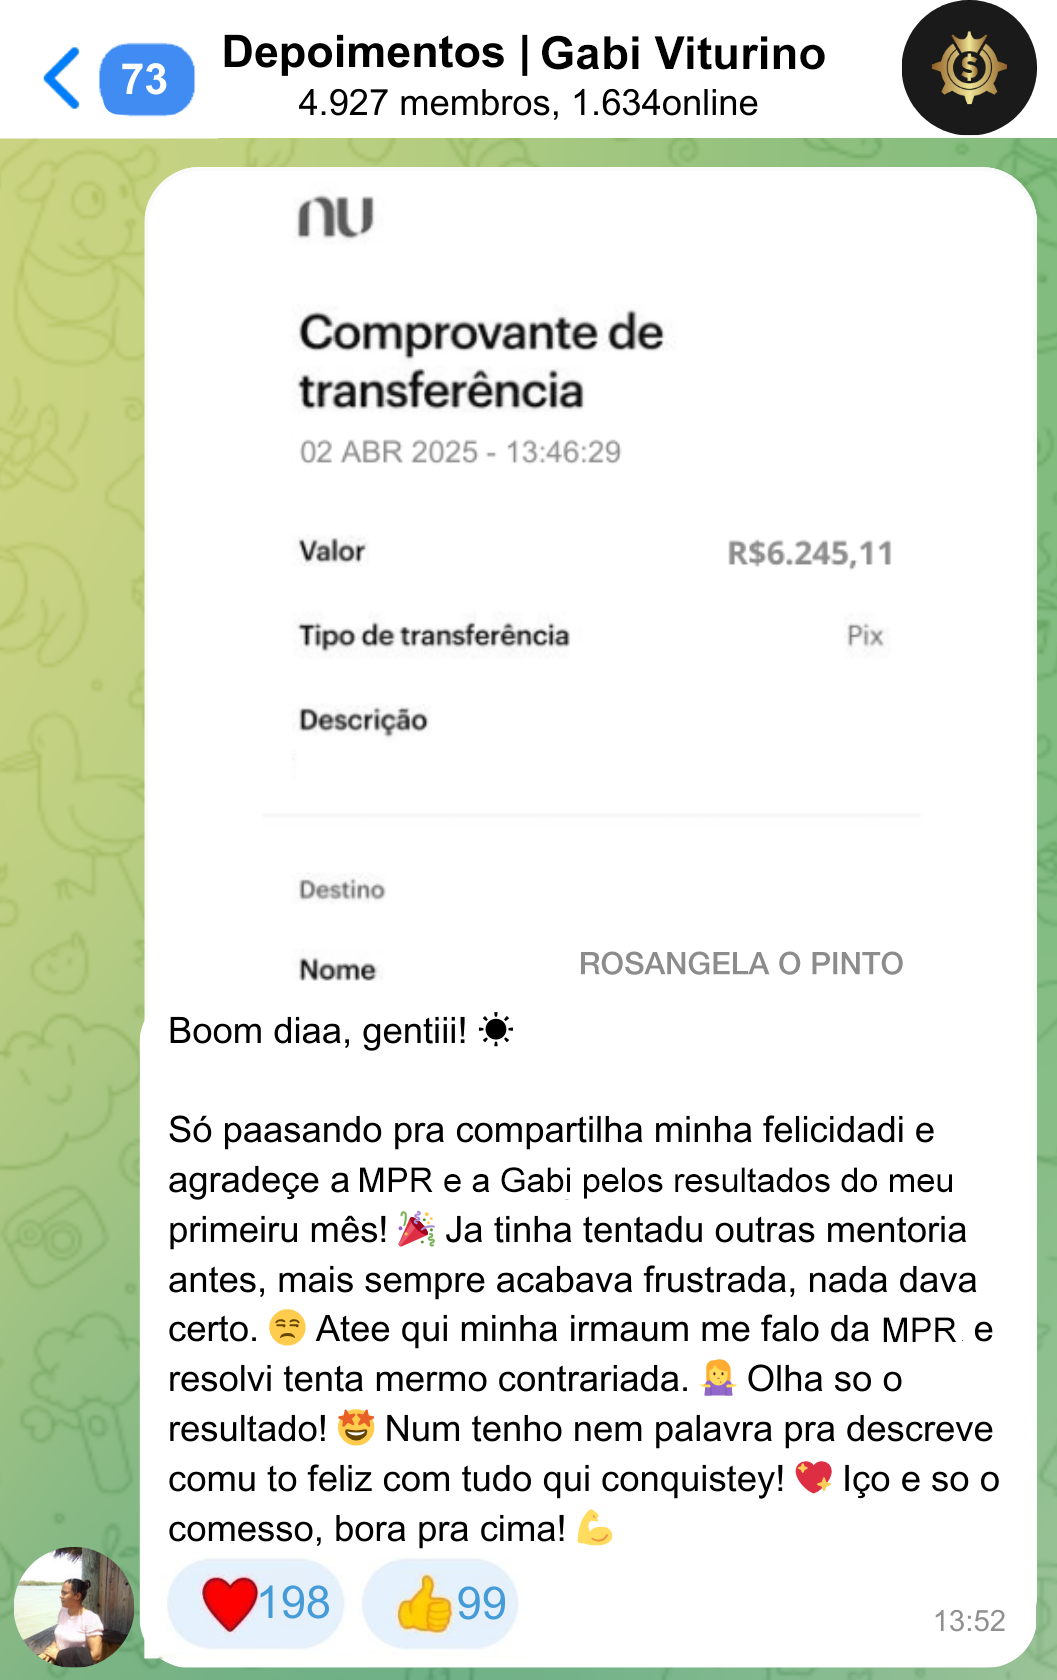 73
Depoimentos | Gabi Viturino
4.927 membros, 1.634online
$
nu
Comprovante de
transferência
02 ABR 2025 - 13:46:29
Valor R$6.245,11
Tipo de transferência Pix
Descrição
Destino
Nome ROSANGELA O PINTO
Boom diaa, gentiii! ☀
Só paasando pra compartilha minha felicidadi e
agradeçe a MPR e a Gabi pelos resultados do meu
primeiru mês! 🎉 Ja tinha tentadu outras mentoria
antes, mais sempre acabava frustrada, nada dava
certo. 😒 Atee qui minha irmaum me falo da MPR e
resolvi tenta mermo contrariada. 🤷‍♀️ Olha so o
resultado! 🤩 Num tenho nem palavra pra descreve
comu to feliz com tudo qui conquistey! 💖 Iço e so o
comesso, bora pra cima! 💪
❤️198 👍99
13:52